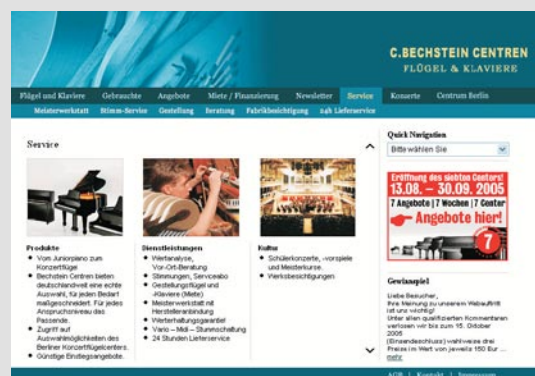 C.BECHSTEIN CENTREN
FLÜGEL & KLAVIERE
Flügel und Klaviere Gebrauchte Angebote Miete / Finanzierung Newsletter Service Konzerte Centrum Berlin
Meisterwerkstatt Stimm-Service Gestellung Beratung Fabrikbesichtigung 24h Lieferservice
Service
Produkte
Vom Juniorpiano zum
Konzertflügel
Bechstein Centren bieten
deutschlandweit eine echte
Auswahl, für jeden Bedarf
maßgeschneidert. Für jedes
Anspruchsniveau das
Passende.
Zugriff auf
Auswahlmöglichkeiten des
Berliner Konzertflügelcenters.
Günstige Einstiegsangebote.
Dienstleistungen
Wertanalyse,
Vor-Ort-Beratung
Stimmungen, Serviceabo
Gestellungsflügel und
-Klaviere (Miete)
Meisterwerkstatt mit
Herstelleranbindung
Werterhaltungsgarantie!
Vario – Midi – Stummschaltung
24 Stunden Lieferservice
Kultur
Schülerkonzerte, -vorspiele
und Meisterkurse.
Werksbesichtigungen
Quick Navigation
Bitte wählen Sie
Eröffnung des siebten Centers!
13.08. – 30.09. 2005
7 Angebote | 7 Wochen | 7 Center
Angebote hier!
7
Gewinnspiel
Liebe Besucher,
Ihre Meinung zu unserem Webauftritt
ist uns wichtig!
Unter allen qualifizierten Kommentaren
verlosen wir bis zum 15. Oktober
2005
(Einsendeschluss) wahlweise drei
Preise im Wert von jeweils 150 Eur ...
mehr
AGB | Kontakt | Impressum